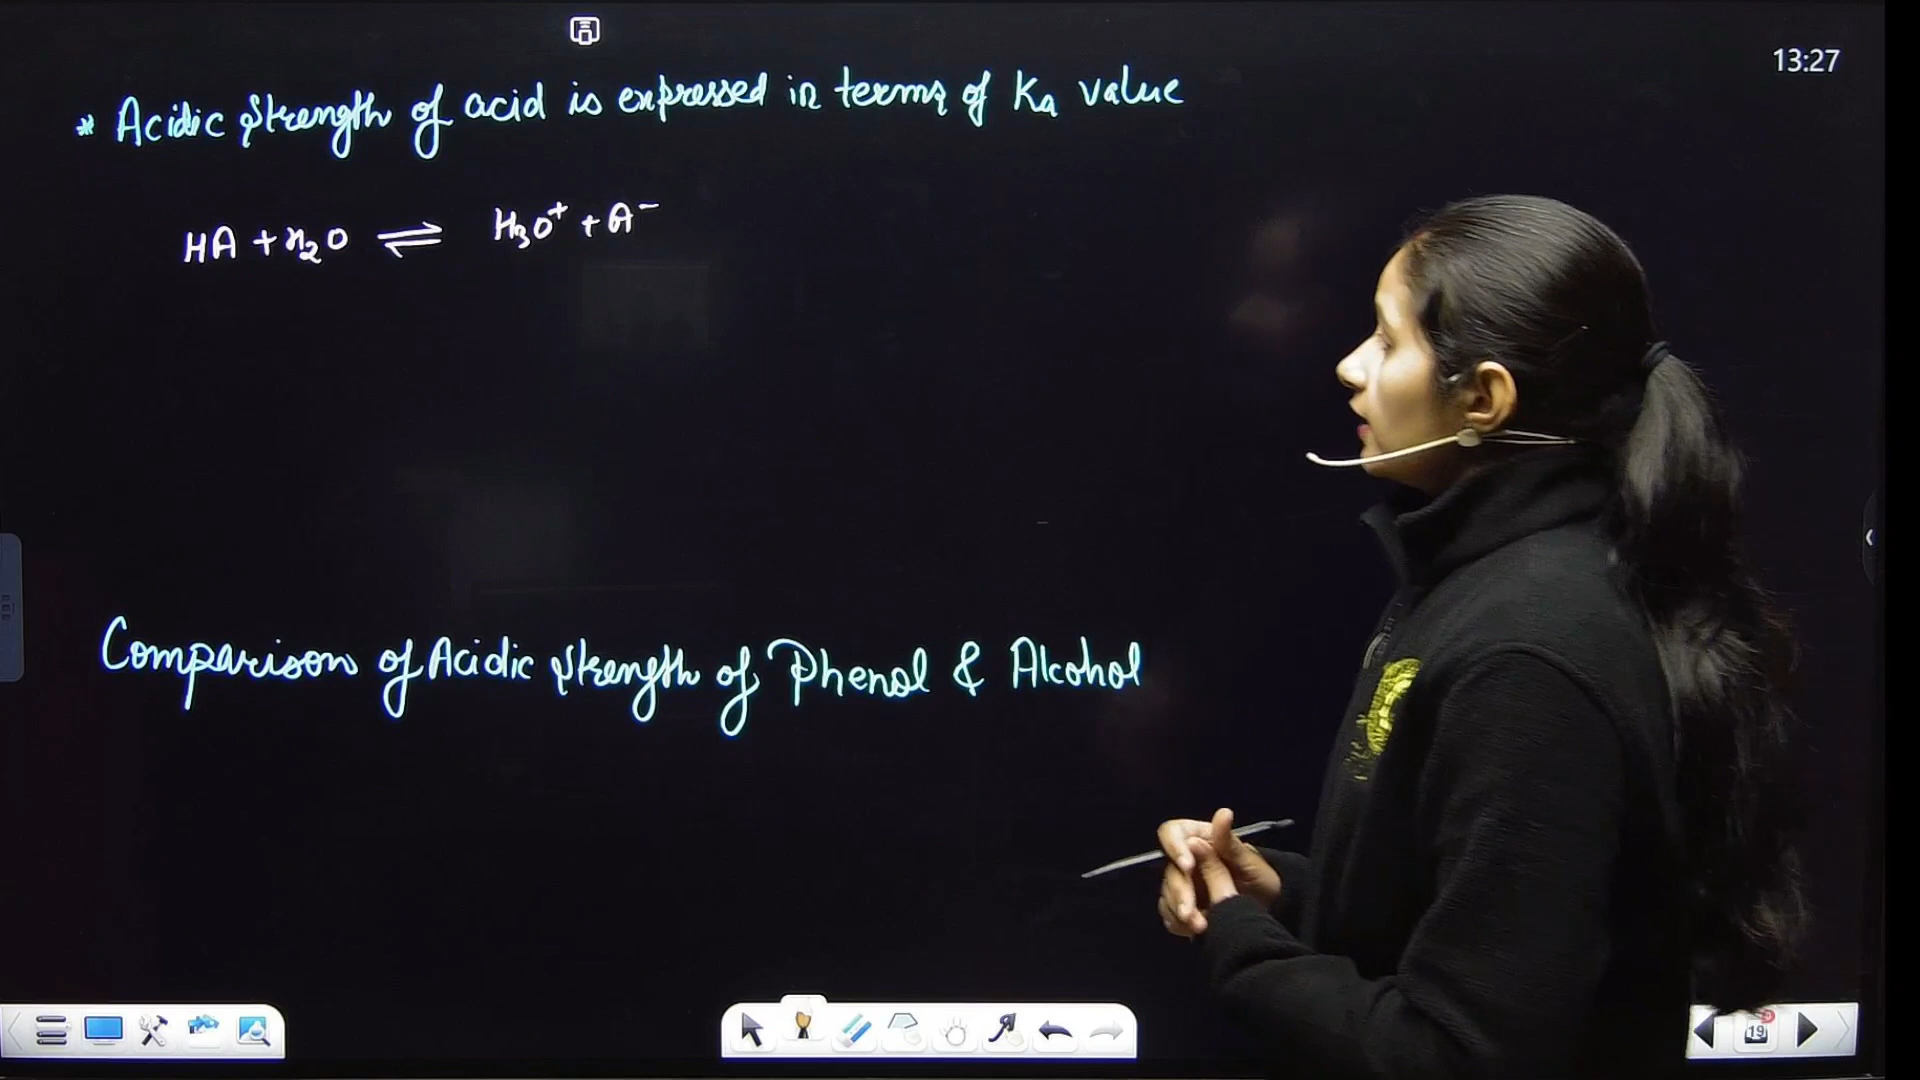 13:27
* Acidic Strength of acid is expressed in terms of Ka value
HA + H₂O ⇌ H₃O⁺ + A⁻
Comparison of Acidic Strength of Phenol & Alcohol
19